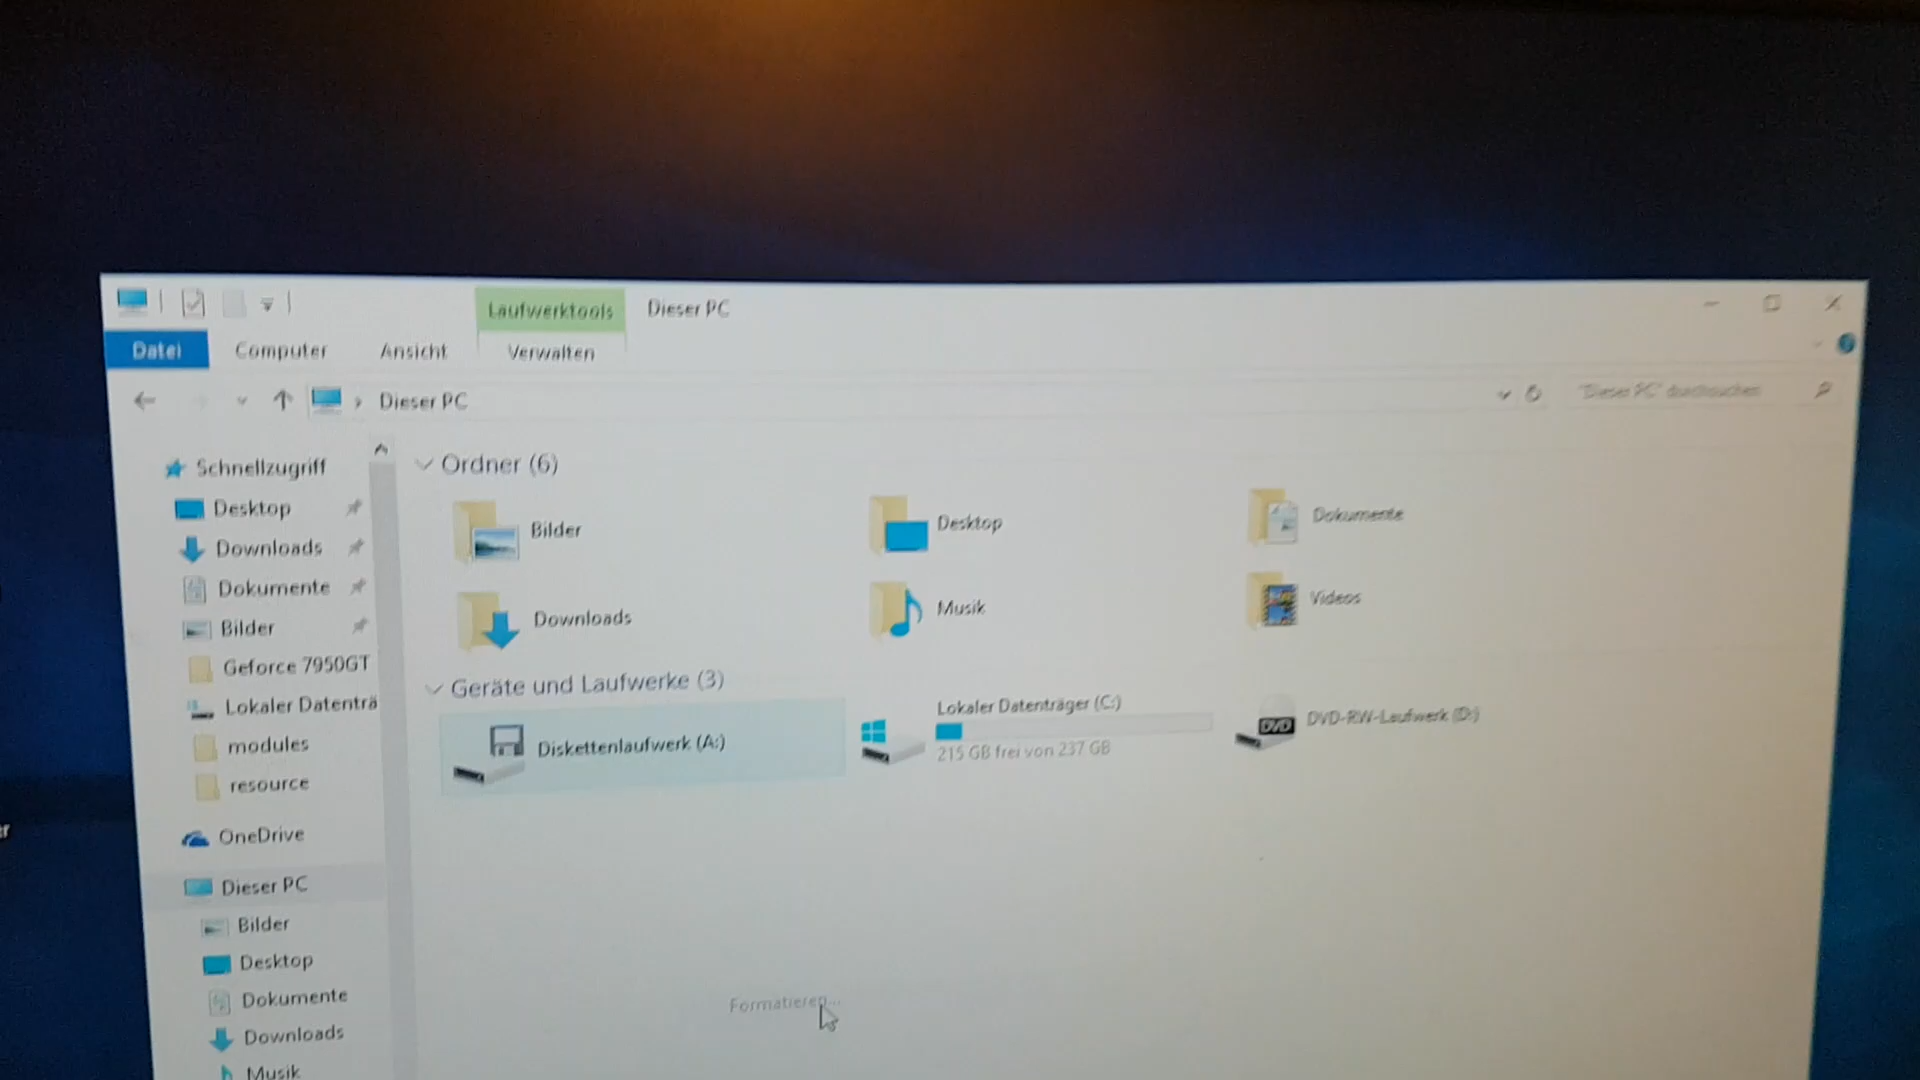 Laufwerktools Dieser PC
Datei Computer Ansicht Verwalten
Dieser PC
"Dieser PC" durchsuchen
Schnellzugriff
Desktop
Downloads
Dokumente
Bilder
Geforce 7950GT
Lokaler Datenträ
modules
resource
OneDrive
Dieser PC
Bilder
Desktop
Dokumente
Downloads
Musik
Ordner (6)
Bilder
Desktop
Dokumente
Downloads
Musik
Videos
Geräte und Laufwerke (3)
Diskettenlaufwerk (A:)
Lokaler Datenträger (C:)
215 GB frei von 237 GB
DVD
DVD-RW-Laufwerk (D:)
Formatieren...